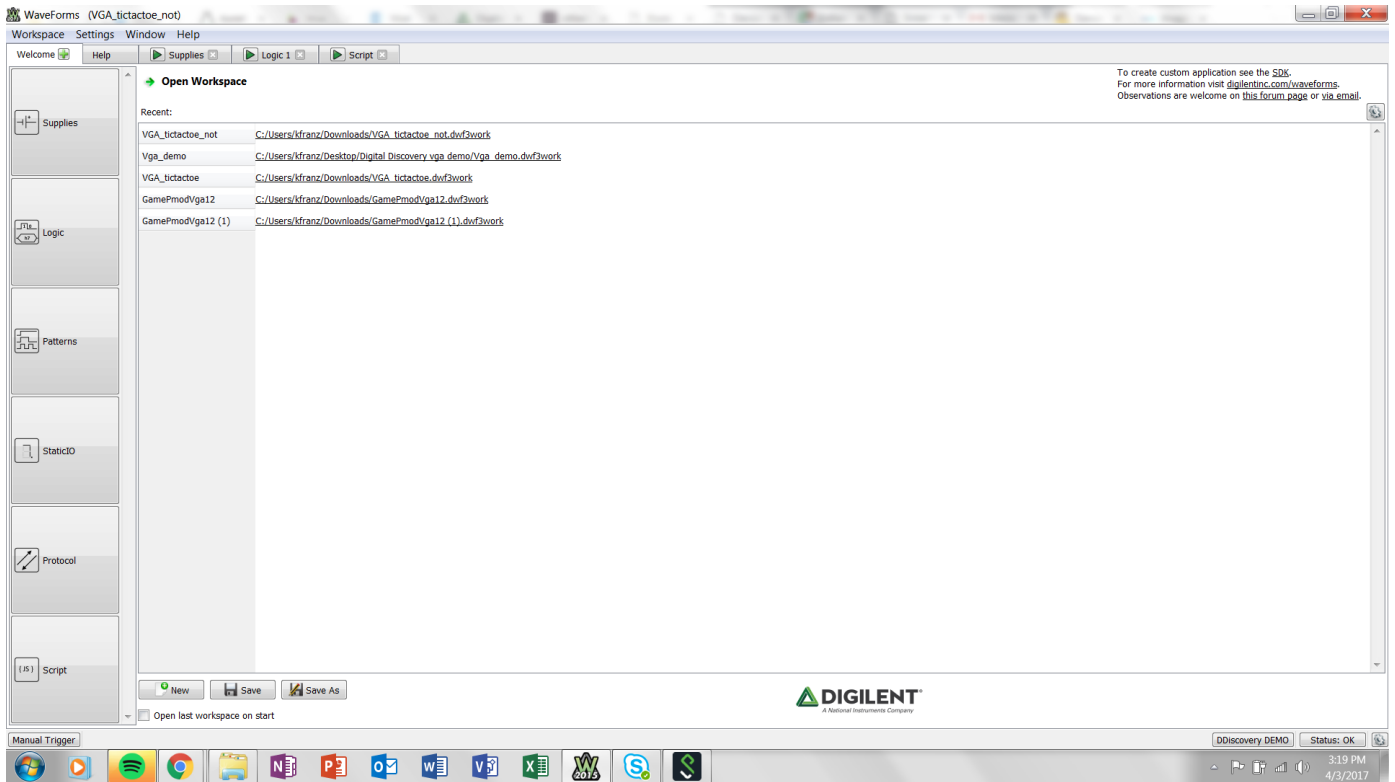 WaveForms (VGA_tictactoe_not)
Workspace Settings Window Help
Welcome Help Supplies Logic 1 Script
Open Workspace
To create custom application see the SDK.
For more information visit digilentinc.com/waveforms.
Observations are welcome on this forum page or via email.
Recent:
VGA_tictactoe_not C:/Users/kfranz/Downloads/VGA_tictactoe_not.dwf3work
Vga_demo C:/Users/kfranz/Desktop/Digital Discovery vga demo/Vga_demo.dwf3work
VGA_tictactoe C:/Users/kfranz/Downloads/VGA_tictactoe.dwf3work
GamePmodVga12 C:/Users/kfranz/Downloads/GamePmodVga12.dwf3work
GamePmodVga12 (1) C:/Users/kfranz/Downloads/GamePmodVga12 (1).dwf3work
Supplies
Logic
Patterns
StaticIO
Protocol
{JS} Script
New Save Save As
Open last workspace on start
DIGILENT
A National Instruments Company
Manual Trigger
DDiscovery DEMO Status: OK
2015
3:19 PM
4/3/2017